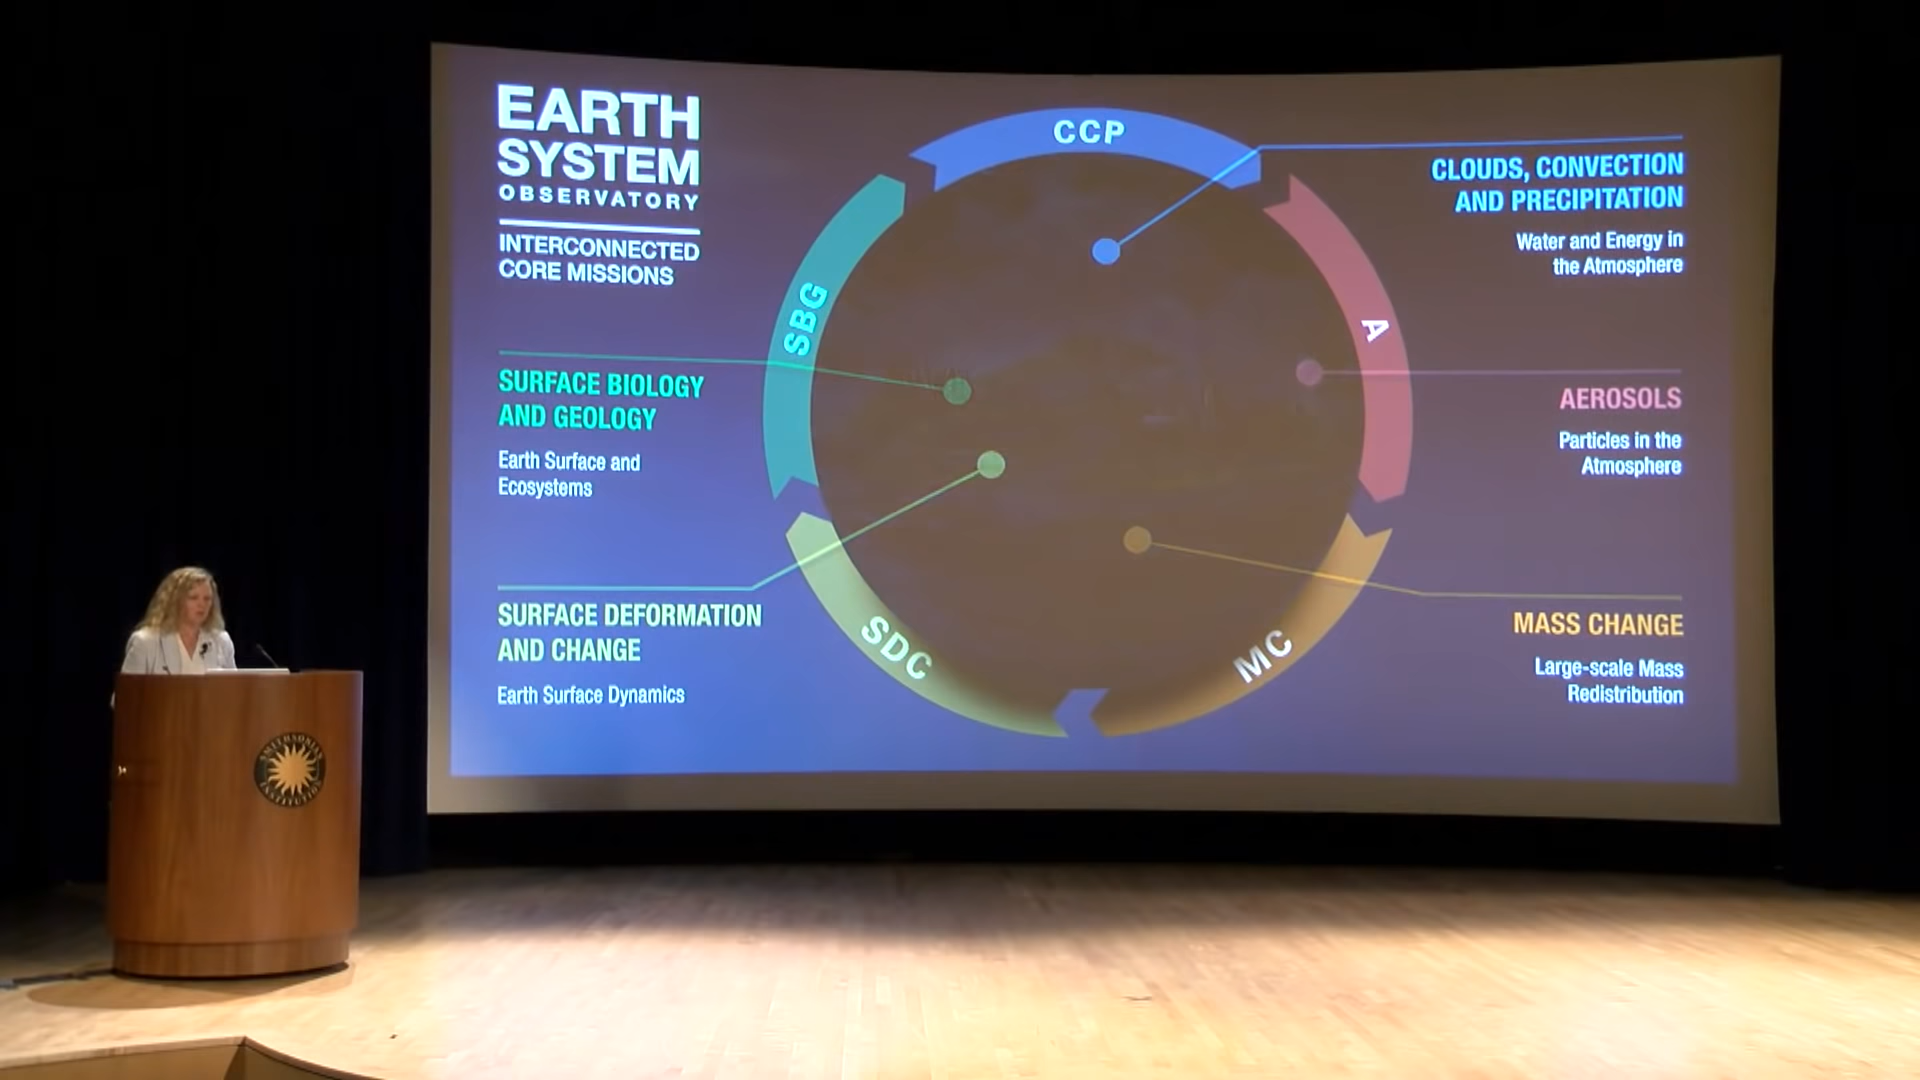 EARTH
SYSTEM
OBSERVATORY
INTERCONNECTED
CORE MISSIONS
CCP
CLOUDS, CONVECTION
AND PRECIPITATION
Water and Energy in
the Atmosphere
SBG
A
SURFACE BIOLOGY
AND GEOLOGY
Earth Surface and
Ecosystems
AEROSOLS
Particles in the
Atmosphere
SURFACE DEFORMATION
AND CHANGE
Earth Surface Dynamics
SDC
MC
MASS CHANGE
Large-scale Mass
Redistribution
SMITHSONIAN
INSTITUTION